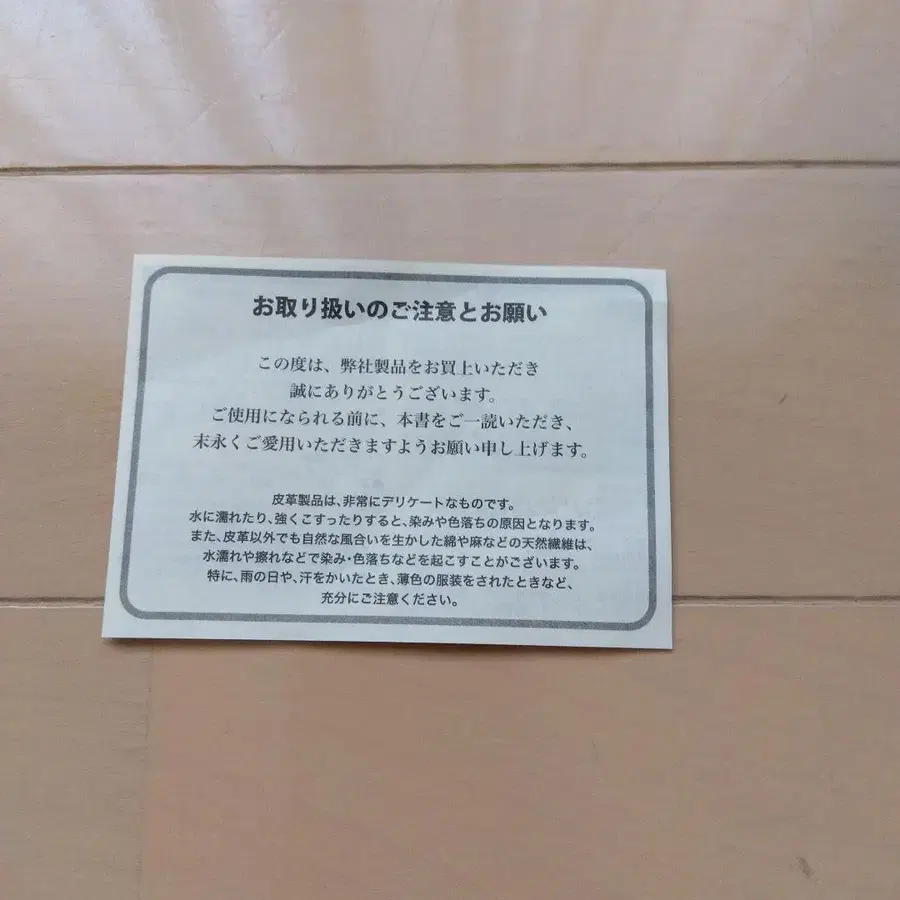 お取り扱いのご注意とお願い
この度は、弊社製品をお買上いただき
誠にありがとうございます。
ご使用になられる前に、本書をご一読いただき、
末永くご愛用いただきますようお願い申し上げます。
皮革製品は、非常にデリケートなものです。
水に濡れたり、強くこすったりすると、染みや色落ちの原因となります。
また、皮革以外でも自然な風合いを生かした綿や麻などの天然繊維は、
水濡れや擦れなどで染み・色落ちなどを起こすことがございます。
特に、雨の日や、汗をかいたとき、薄色の服装をされたときなど、
充分にご注意ください。